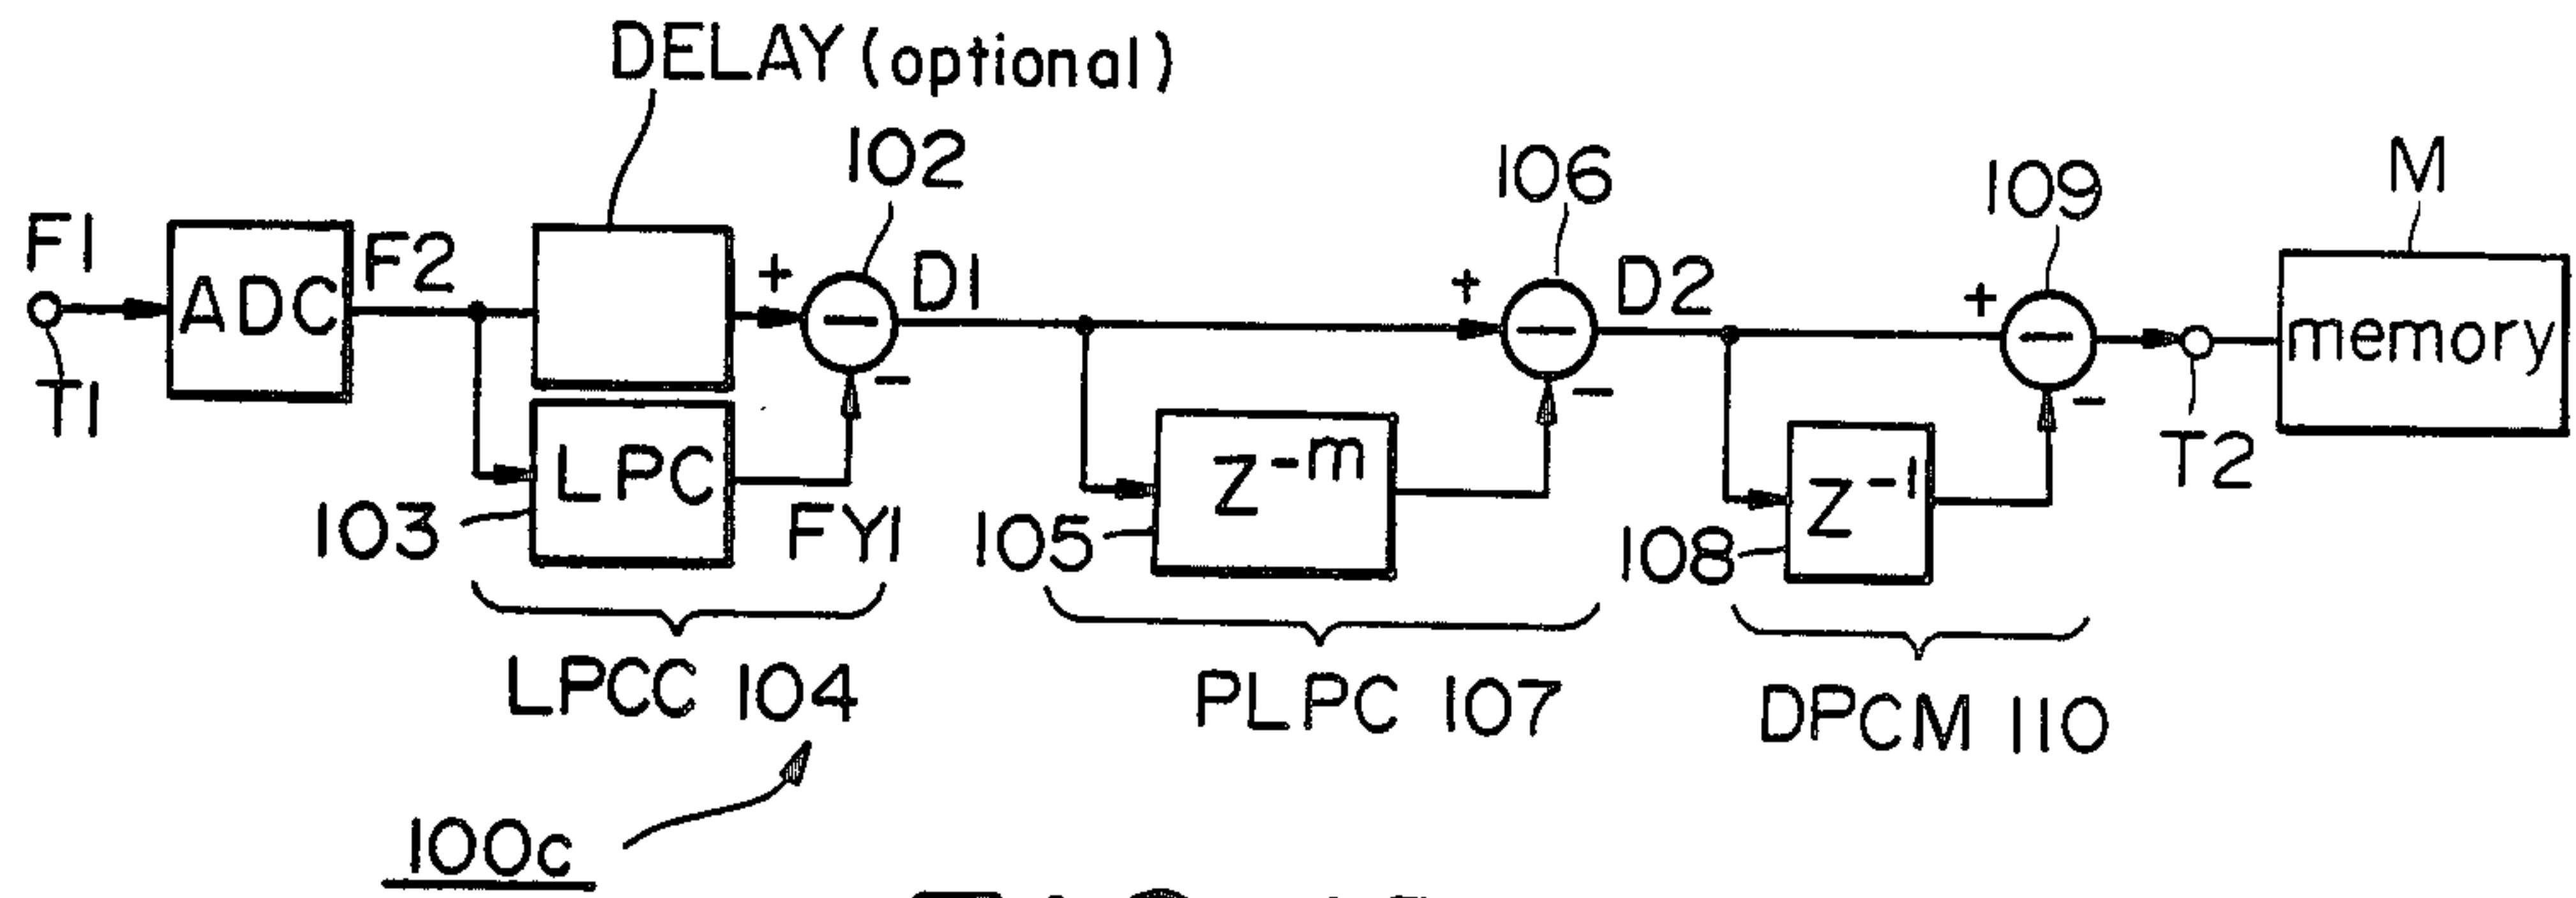 DELAY (optional)
102
106
109
M
F1
ADC
F2
+
−
D1
+
−
D2
+
−
memory
T1
−
−
−
T2
LPC
FY1
Z^-m
Z^-1
103
105
108
LPCC 104
PLPC 107
DPCM 110
100c